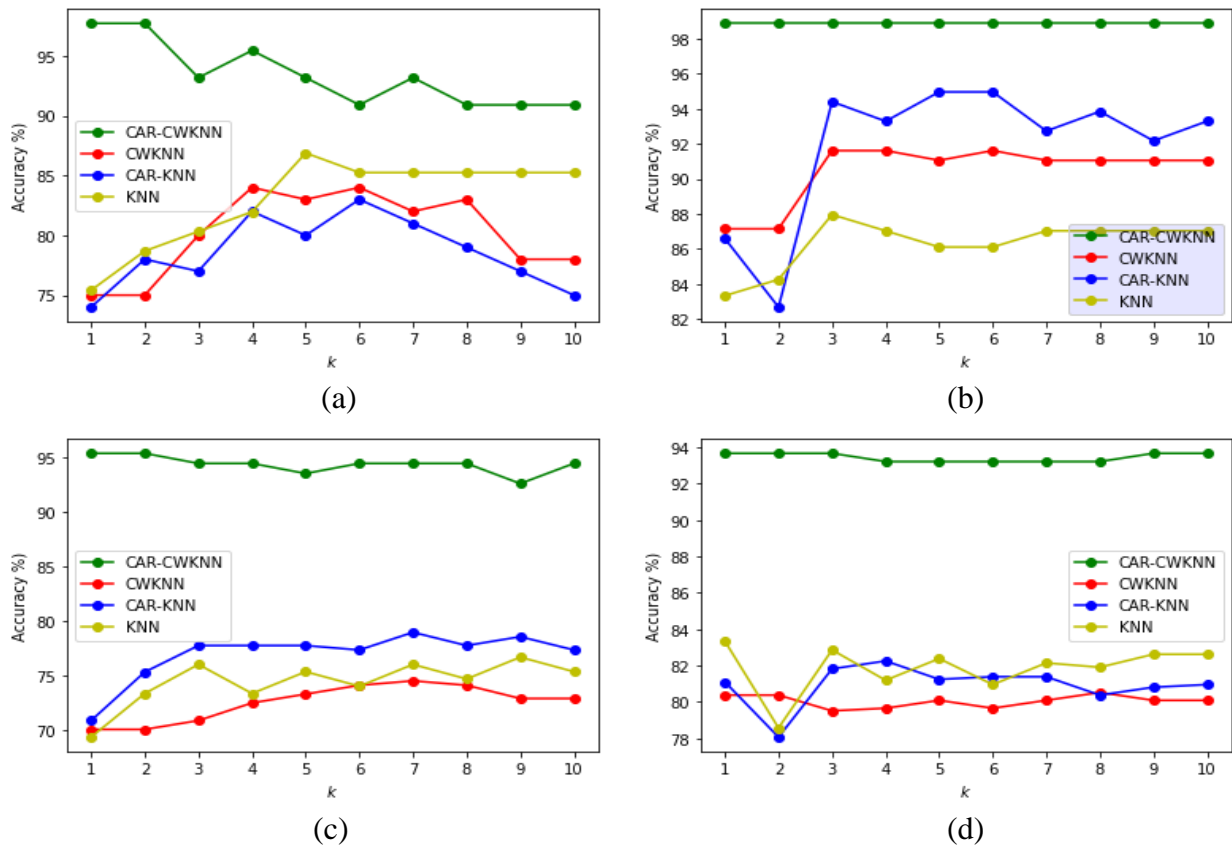 95
90
85
80
75
Accuracy %)
CAR-CWKNN
CWKNN
CAR-KNN
KNN
1 2 3 4 5 6 7 8 9 10
k
(a)
98
96
94
92
90
88
86
84
82
Accuracy %)
CAR-CWKNN
CWKNN
CAR-KNN
KNN
1 2 3 4 5 6 7 8 9 10
k
(b)
95
90
85
80
75
70
Accuracy %)
CAR-CWKNN
CWKNN
CAR-KNN
KNN
1 2 3 4 5 6 7 8 9 10
k
(c)
94
92
90
88
86
84
82
80
78
Accuracy %)
CAR-CWKNN
CWKNN
CAR-KNN
KNN
1 2 3 4 5 6 7 8 9 10
k
(d)